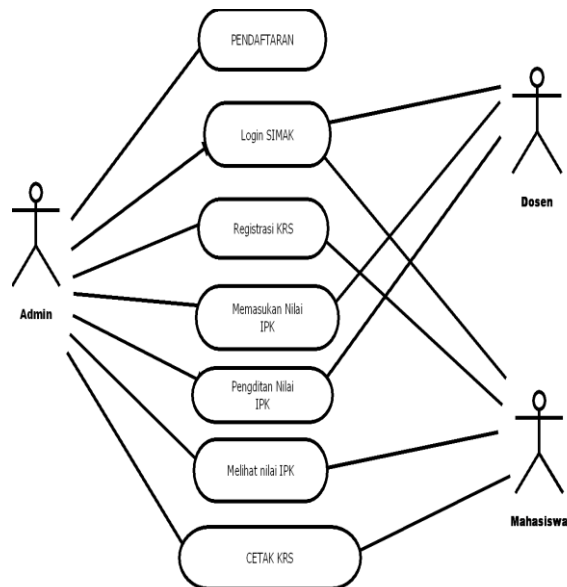 PENDAFTARAN
Login SIMAK
Dosen
Registrasi KRS
Admin
Memasukan Nilai
IPK
Pengditan Nilai
IPK
Melihat nilai IPK
Mahasiswa
CETAK KRS